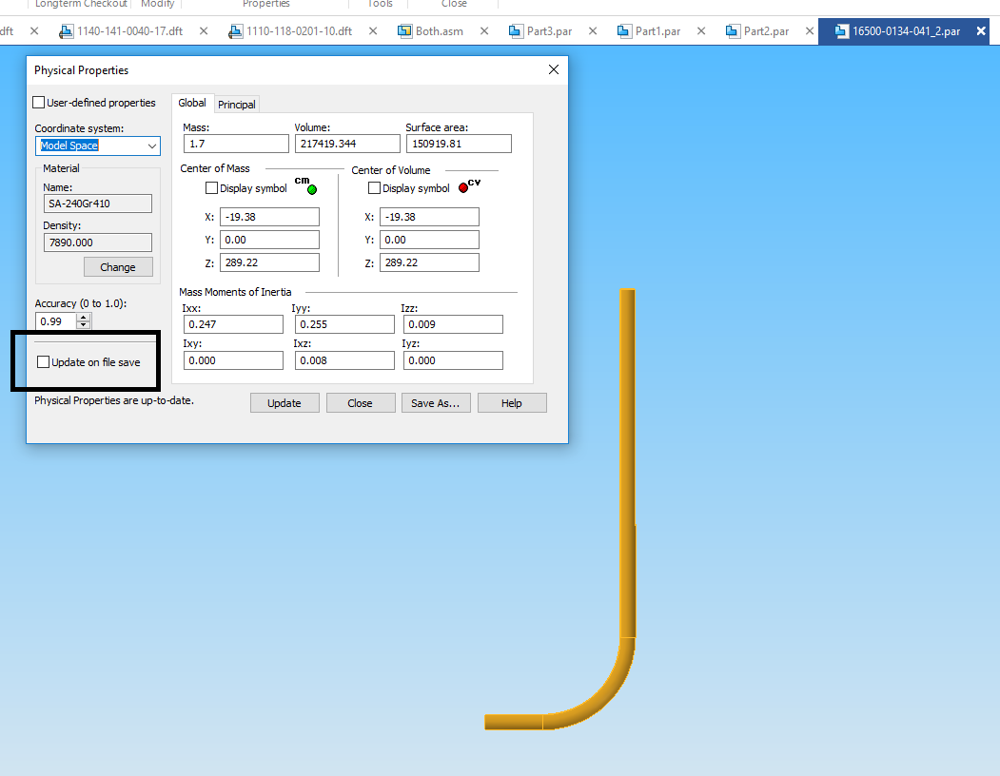 Longterm Checkout Modify Properties Tools Close
dft 1140-141-0040-17.dft 1110-118-0201-10.dft Both.asm Part3.par Part1.par Part2.par 16500-0134-041_2.par
Physical Properties
User-defined properties
Coordinate system:
Model Space
Material
Name:
SA-240Gr410
Density:
7890.000
Change
Accuracy (0 to 1.0):
0.99
Update on file save
Physical Properties are up-to-date.
Global Principal
Mass: Volume: Surface area:
1.7 217419.344 150919.81
Center of Mass Center of Volume
Display symbol CM Display symbol CV
X: -19.38 X: -19.38
Y: 0.00 Y: 0.00
Z: 289.22 Z: 289.22
Mass Moments of Inertia
Ixx: Iyy: Izz:
0.247 0.255 0.009
Ixy: Ixz: Iyz:
0.000 0.008 0.000
Update Close Save As... Help